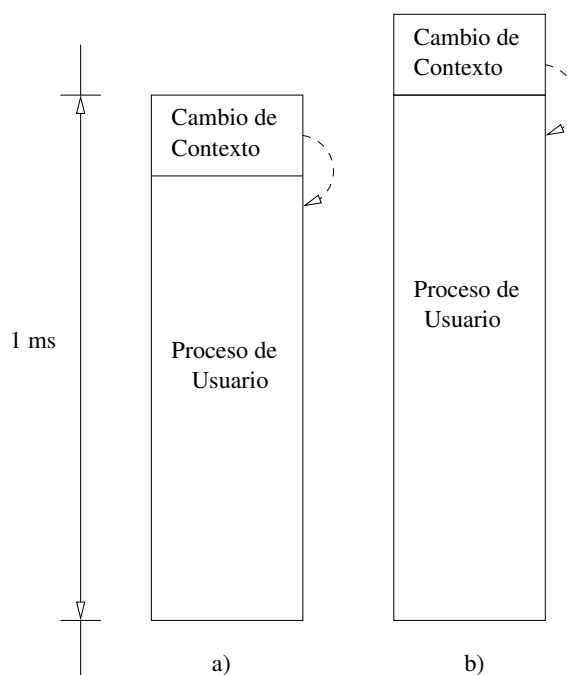 Cambio de
Contexto
Cambio de
Contexto
1 ms
Proceso de
Usuario
Proceso de
Usuario
a)
b)